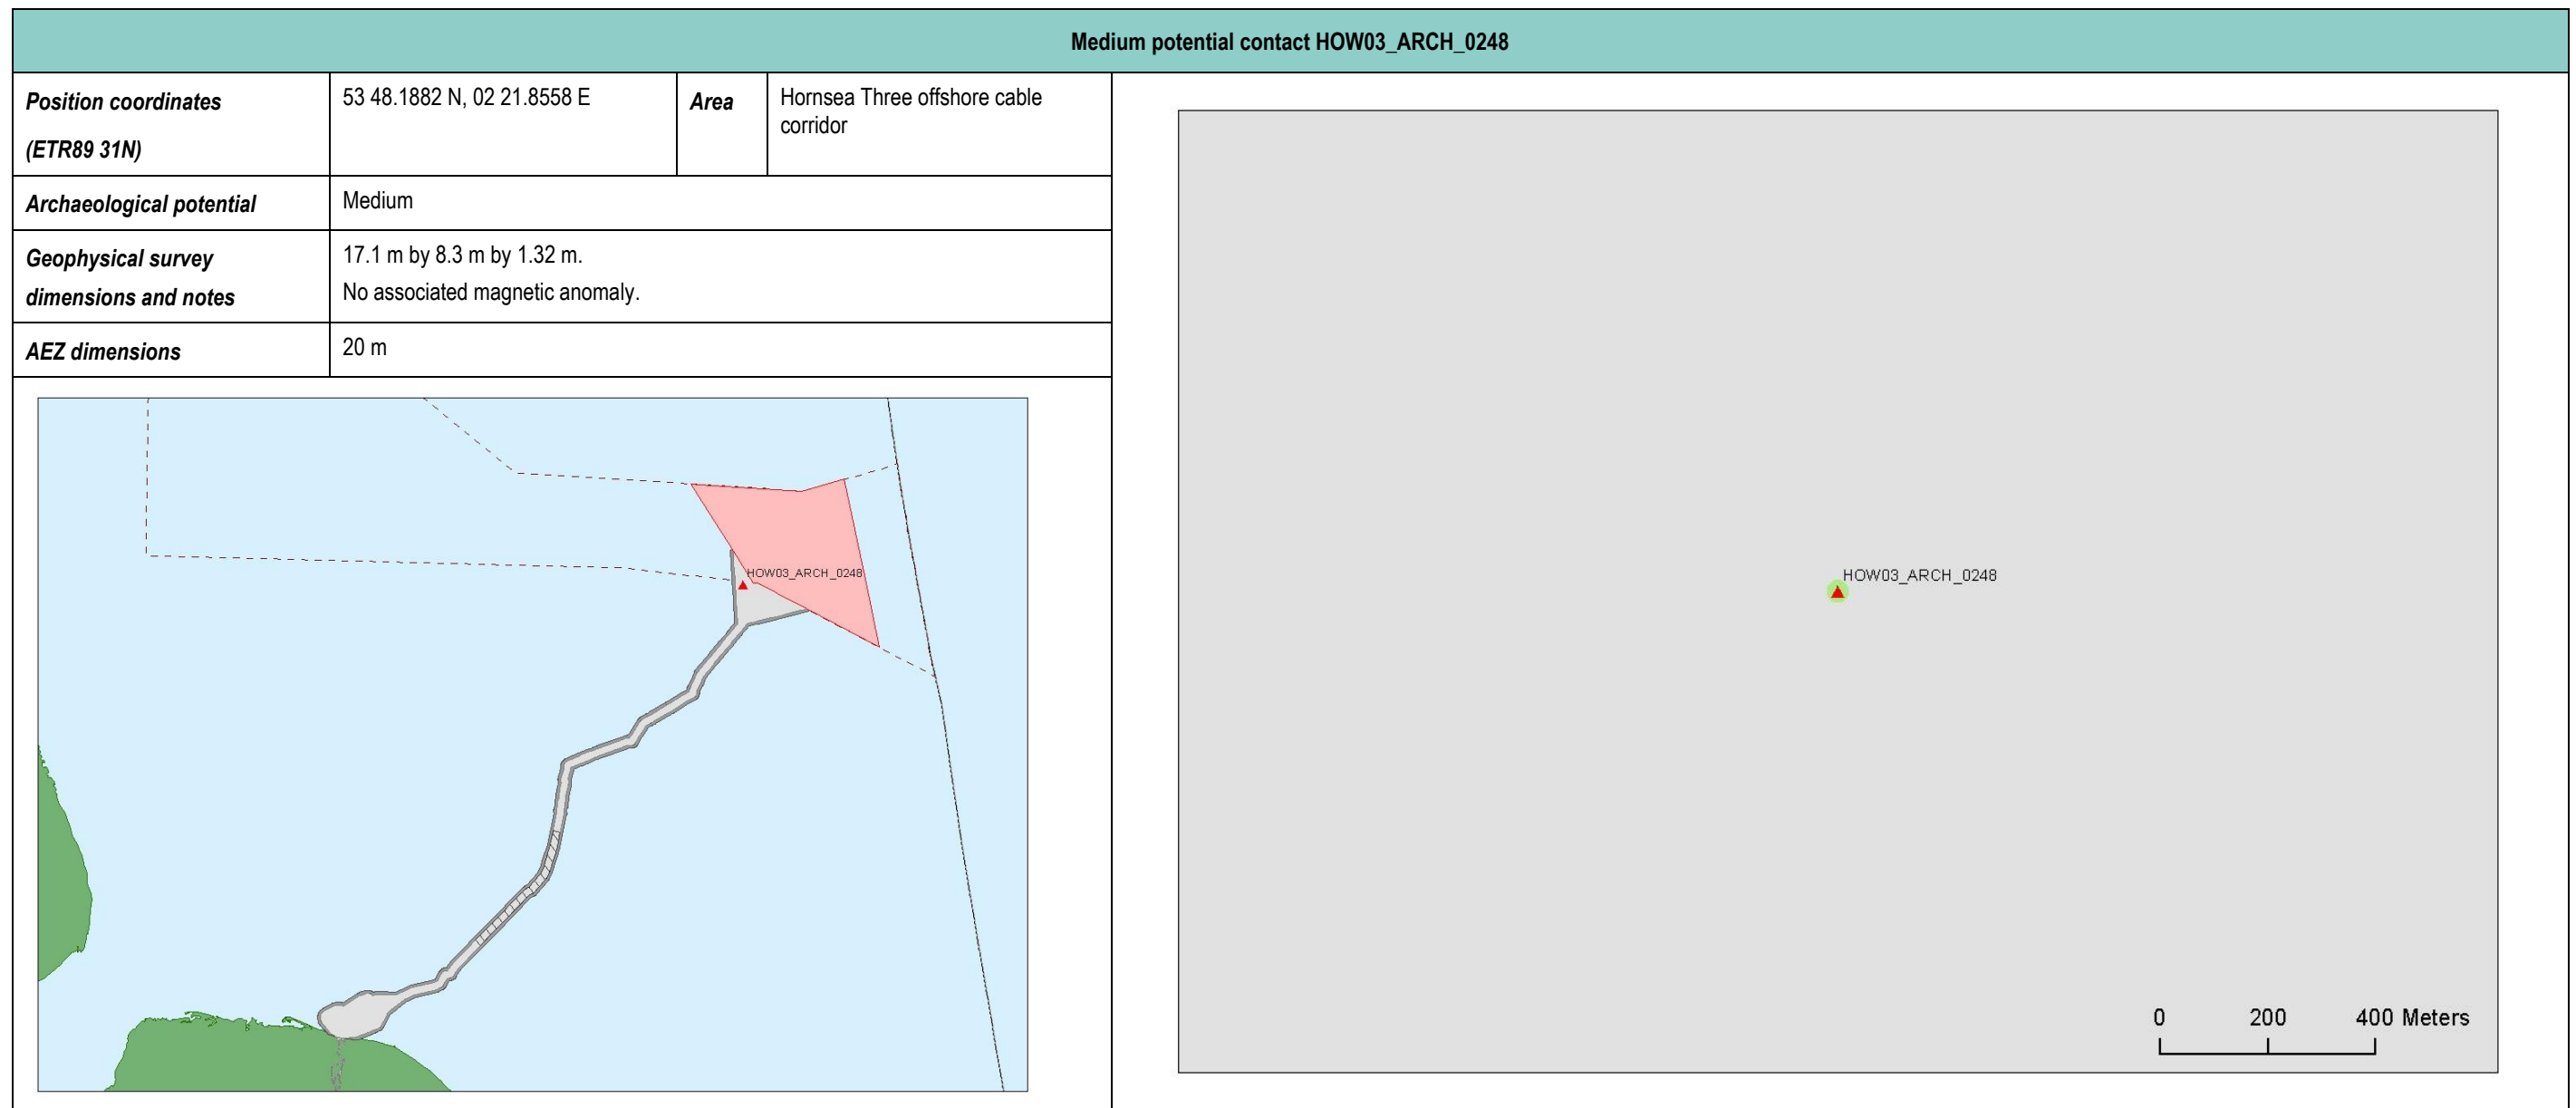 Medium potential contact HOW03_ARCH_0248
Position coordinates
(ETR89 31N)
53 48.1882 N, 02 21.8558 E
Area
Hornsea Three offshore cable
corridor
Archaeological potential
Medium
Geophysical survey
dimensions and notes
17.1 m by 8.3 m by 1.32 m.
No associated magnetic anomaly.
AEZ dimensions
20 m
HOW03_ARCH_0248
HOW03_ARCH_0248
0 200 400 Meters